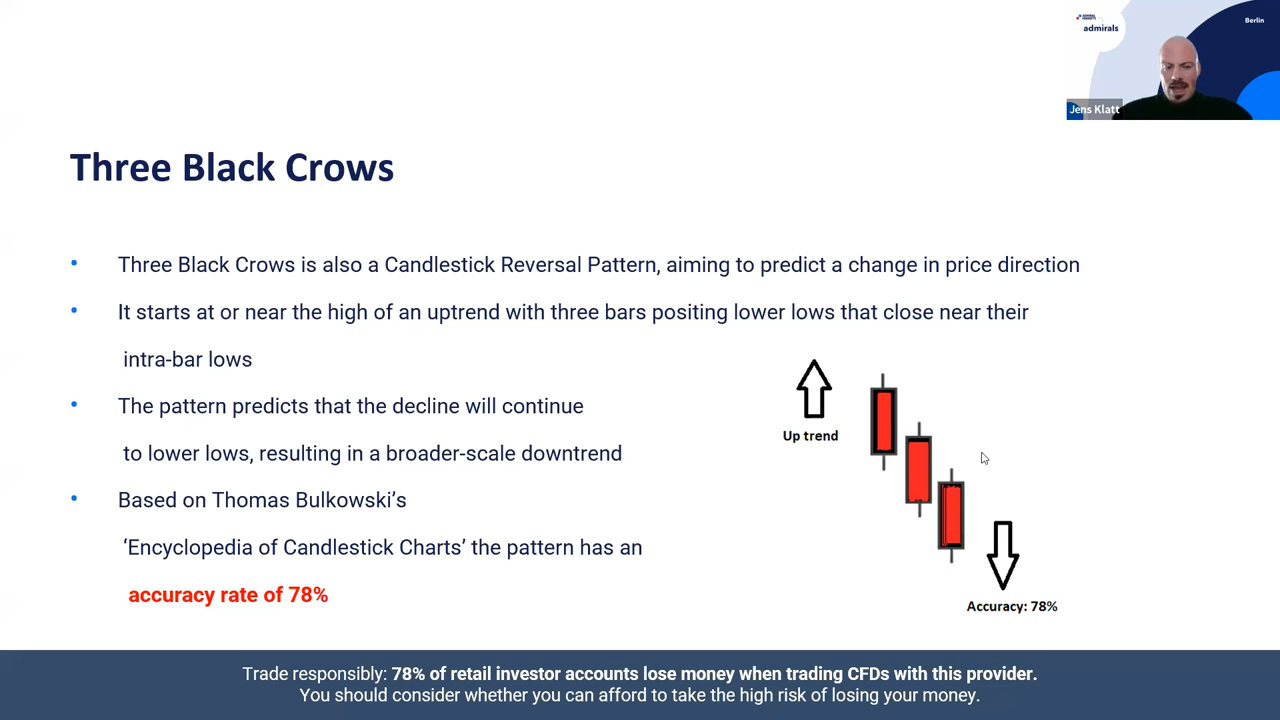 ADMIRAL MARKETS
admirals
Berlin
Jens Klatt
Three Black Crows
• Three Black Crows is also a Candlestick Reversal Pattern, aiming to predict a change in price direction
• It starts at or near the high of an uptrend with three bars positing lower lows that close near their
intra-bar lows
• The pattern predicts that the decline will continue
to lower lows, resulting in a broader-scale downtrend
• Based on Thomas Bulkowski’s
‘Encyclopedia of Candlestick Charts’ the pattern has an
accuracy rate of 78%
Up trend
Accuracy: 78%
Trade responsibly: 78% of retail investor accounts lose money when trading CFDs with this provider.
You should consider whether you can afford to take the high risk of losing your money.